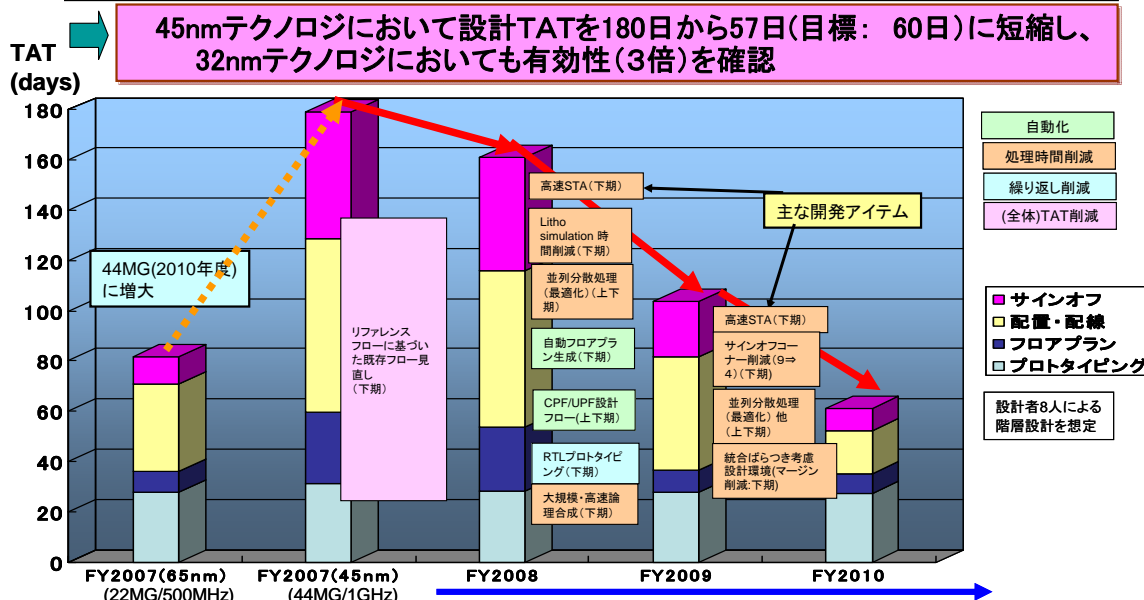 45nmテクノロジにおいて設計TATを180日から57日(目標： 60日)に短縮し、
32nmテクノロジにおいても有効性(3倍)を確認
TAT
(days)
180
160
140
120
100
80
60
40
20
0
44MG(2010年度)
に増大
リファレンス
フローに基づい
た既存フロー見
直し
(下期)
高速STA(下期)
Litho
simulation 時
間削減(下期)
並列分散処理
(最適化)(上下
期)
自動フロアプラ
ン生成(下期)
CPF/UPF設計
フロー(上下期)
RTLプロトタイピ
ング(下期)
大規模・高速論
理合成(下期)
主な開発アイテム
高速STA(下期)
サインオフコー
ナー削減(9⇒
4)(下期)
並列分散処理
(最適化) 他
(上下期)
統合ばらつき考慮
設計環境(マージン
削減:下期)
自動化
処理時間削減
繰り返し削減
(全体)TAT削減
サインオフ
配置・配線
フロアプラン
プロトタイピング
設計者8人による
階層設計を想定
FY2007(65nm)
(22MG/500MHz)
FY2007(45nm)
(44MG/1GHz)
FY2008
FY2009
FY2010